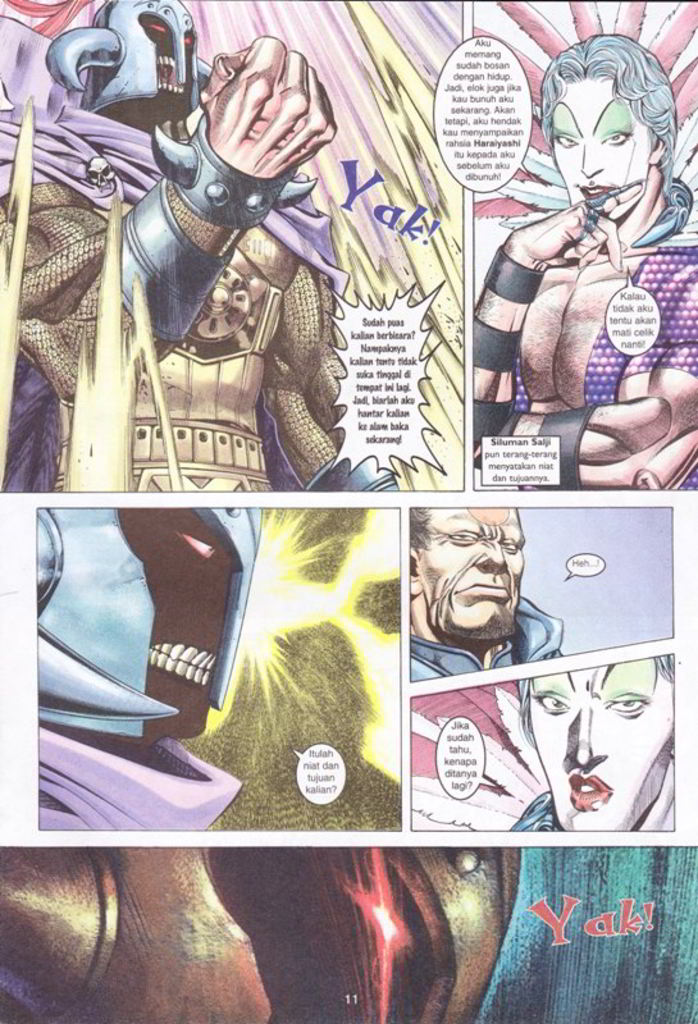 Yak!
Sudah puas
kalian berbicara?
Nampaknya
kalian tentu tidak
suka tinggal di
tempat ini lagi.
Jadi, biarlah aku
hantar kalian
ke alam baka
sekarang!
Aku
memang
sudah bosan
dengan hidup.
Jadi, elok juga jika
kau bunuh aku
sekarang. Akan
tetapi, aku hendak
kau menyampaikan
rahsia Haraiyashi
itu kepada aku
sebelum aku
dibunuh!
Kalau
tidak aku
tentu akan
mati celik
nanti!
Siluman Salji
pun terang-terang
menyatakan niat
dan tujuannya.
Itulah
niat dan
tujuan
kalian?
Heh...!
Jika
sudah
tahu,
kenapa
ditanya
lagi?
Yak!
11